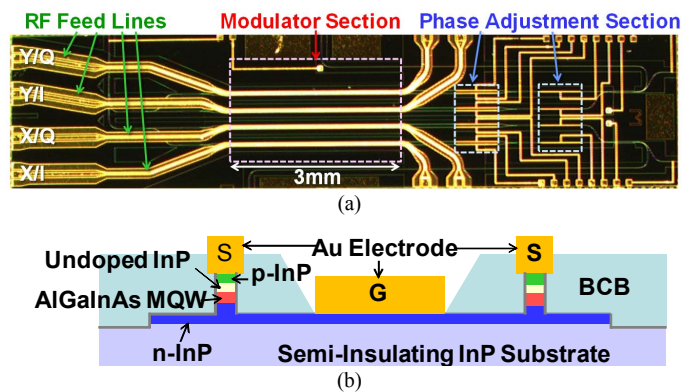 RF Feed Lines Modulator Section Phase Adjustment Section
Y/Q
Y/I
X/Q
X/I
3mm
(a)
S Au Electrode S
Undoped InP
p-InP
AlGaInAs MQW
G
BCB
n-InP
Semi-Insulating InP Substrate
(b)